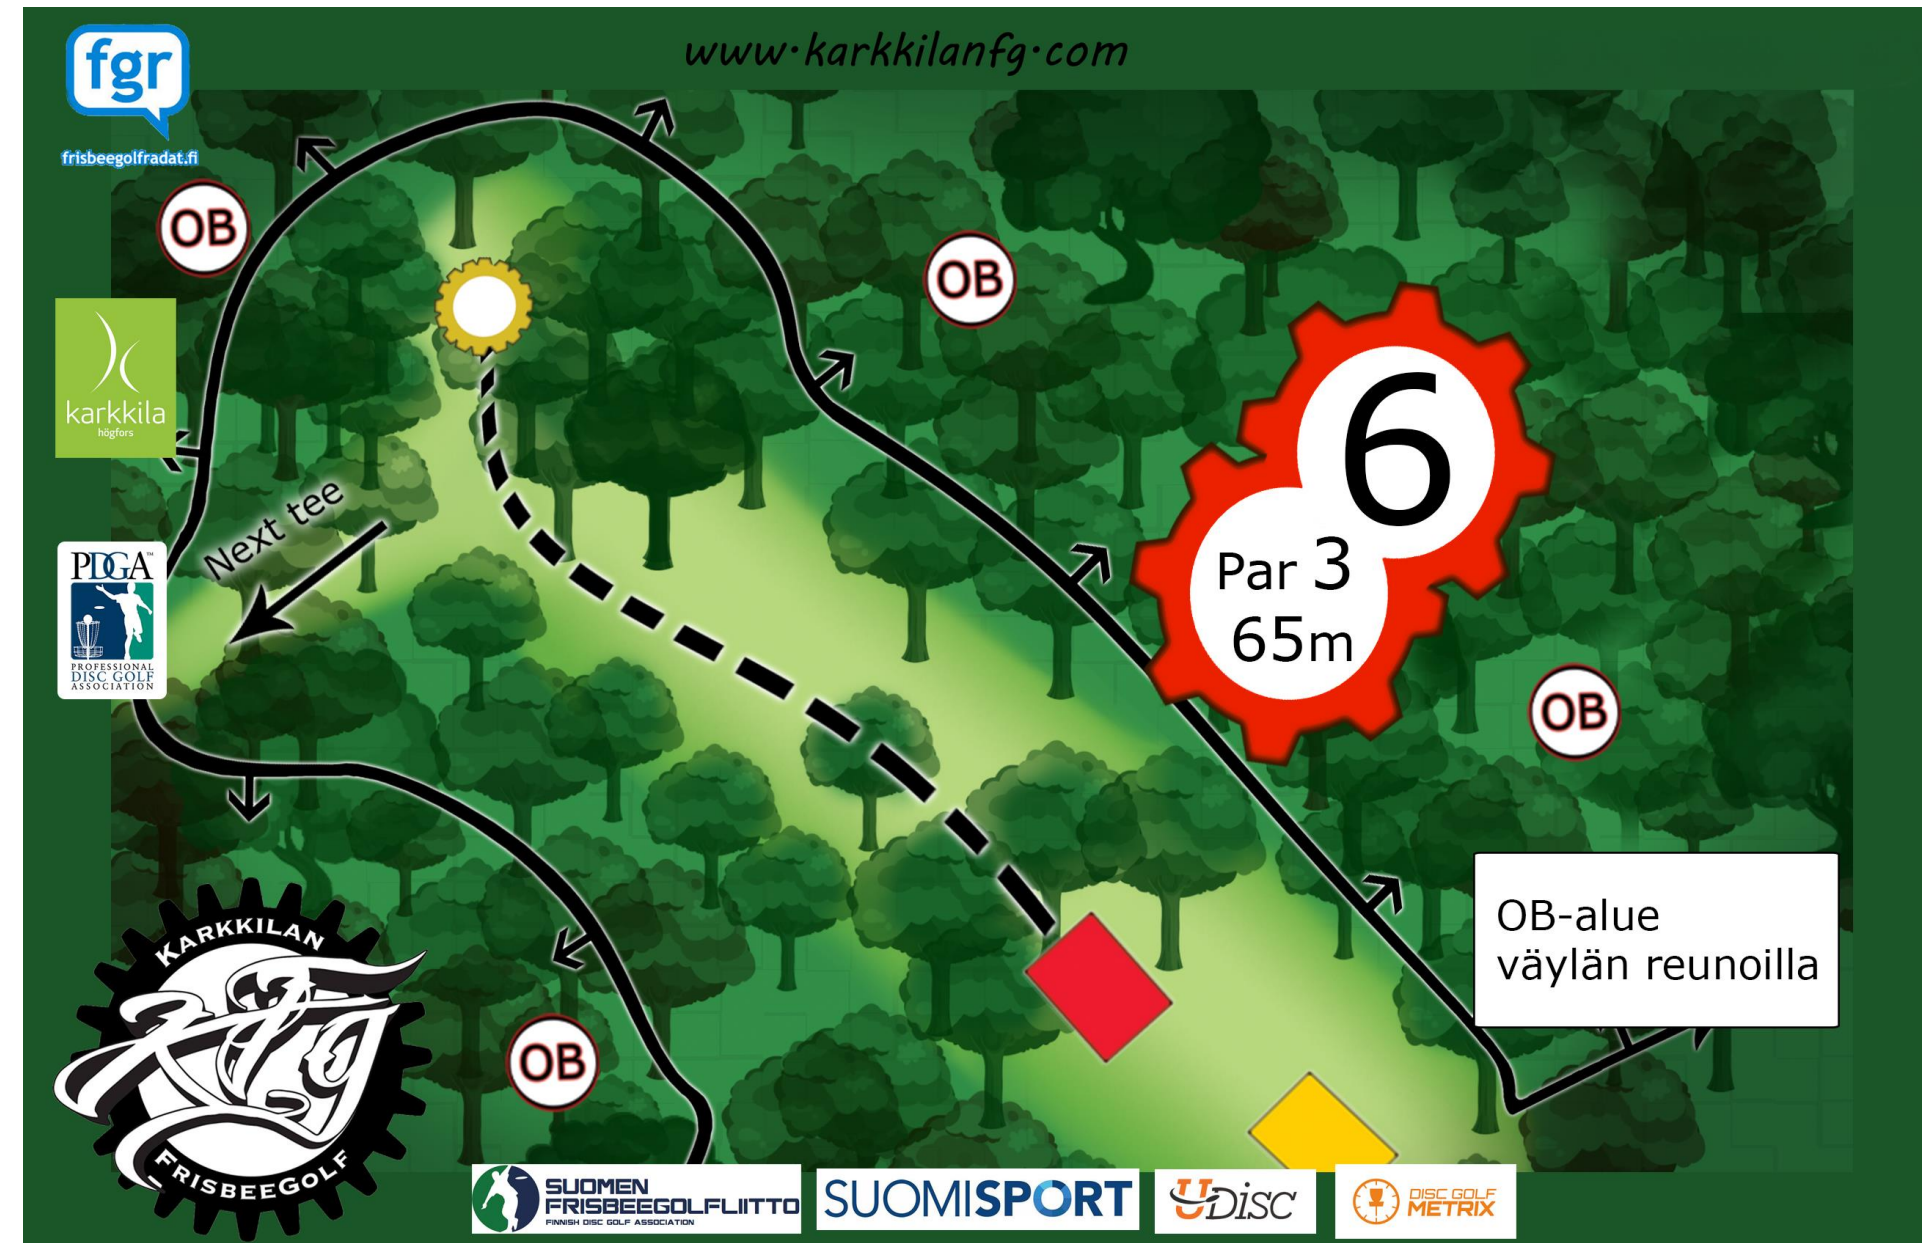 www.karkkilanfg.com
fgr
frisbeegolfradat.fi
OB
OB
karkkila
högfors
6
Par 3
65m
Next tee
PDGA™
PROFESSIONAL
DISC GOLF
ASSOCIATION
OB
OB-alue
väylän reunoilla
KARKKILAN
KFG
FRISBEEGOLF
OB
SUOMEN
FRISBEEGOLFLIITTO
FINNISH DISC GOLF ASSOCIATION
SUOMISPORT
UDisc
DISC GOLF
METRIX